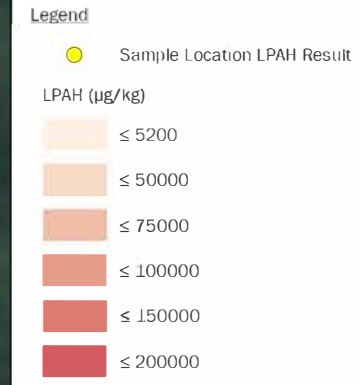 Legend
Sample Location LPAH Result
LPAH (µg/kg)
≤ 5200
≤ 50000
≤ 75000
≤ 100000
≤ 150000
≤ 200000